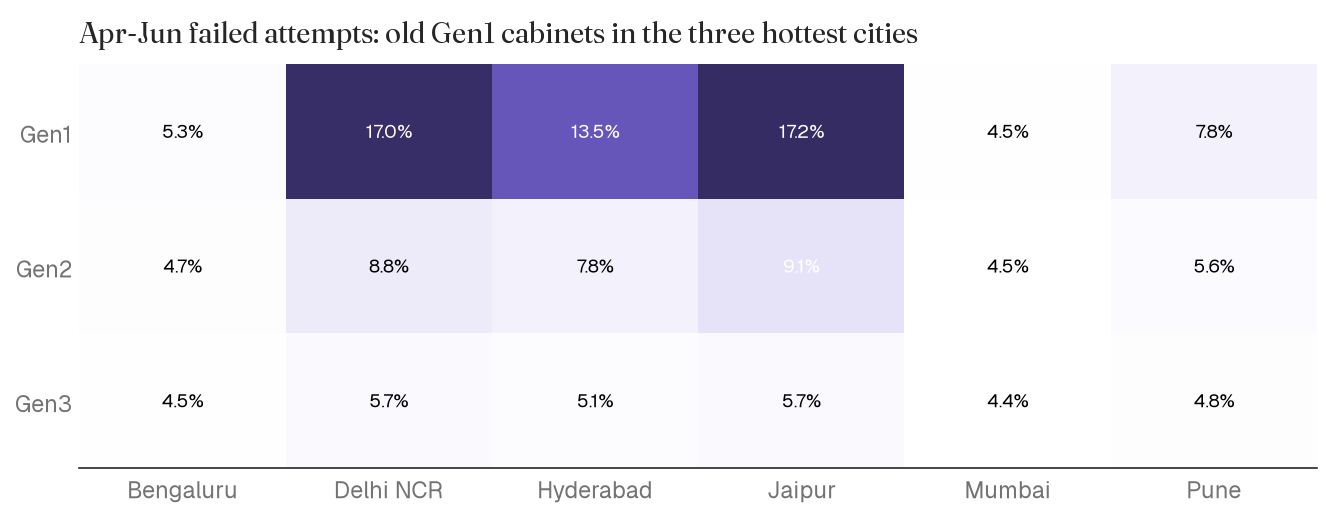 Apr-Jun failed attempts: old Gen1 cabinets in the three hottest cities
Gen1 5.3% 17.0% 13.5% 17.2% 4.5% 7.8%
Gen2 4.7% 8.8% 7.8% 9.1% 4.5% 5.6%
Gen3 4.5% 5.7% 5.1% 5.7% 4.4% 4.8%
Bengaluru Delhi NCR Hyderabad Jaipur Mumbai Pune